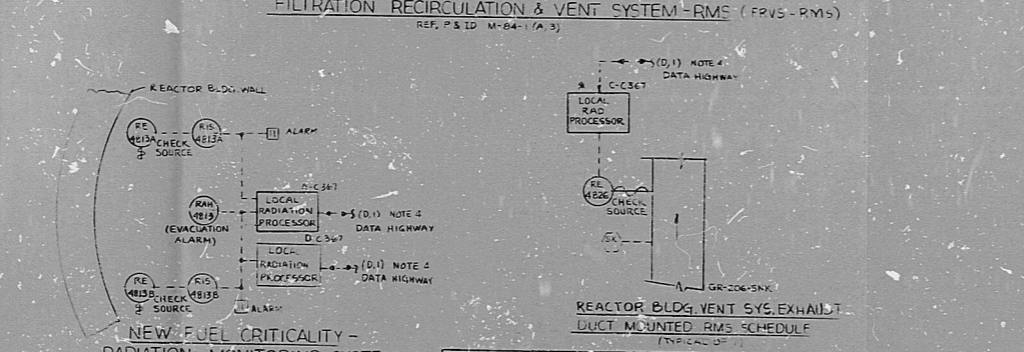 FILTRATION RECIRCULATION & VENT SYSTEM-RMS (FRVS-RMS)
REF. P & ID M-84-1 (A,3)
REACTOR BLDG. WALL
RE
4813A
CHECK
SOURCE
RIS
4813A
ALARM
RAH
4813
(EVACUATION
ALARM)
C367
LOCAL
RADIATION
PROCESSOR
(D,1) NOTE 4
DATA HIGHWAY
D-C367
LOCAL
RADIATION
PROCESSOR
(D,1) NOTE 4
DATA HIGHWAY
RE
4813B
CHECK
SOURCE
RIS
4813B
ALARM
NEW FUEL CRITICALITY -
RADIATION MONITORING
(D,1) NOTE 4
DATA HIGHWAY
* C-C367
LOCAL
RAD
PROCESSOR
RE
4826
CHECK
SOURCE
SK
GR-206-SNK
REACTOR BLDG. VENT SYS. EXHAUST
DUCT MOUNTED RMS SCHEDULE
(TYPICAL OF